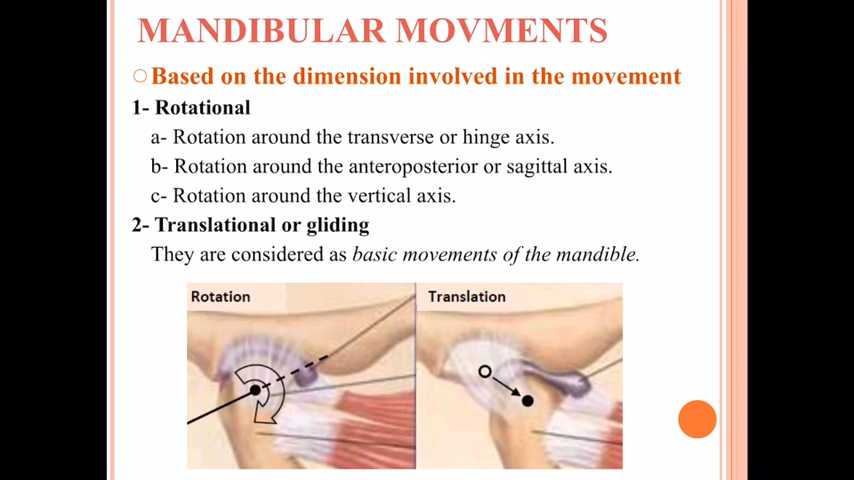 MANDIBULAR MOVMENTS
Based on the dimension involved in the movement
1- Rotational
a- Rotation around the transverse or hinge axis.
b- Rotation around the anteroposterior or sagittal axis.
c- Rotation around the vertical axis.
2- Translational or gliding
They are considered as basic movements of the mandible.
Rotation
Translation